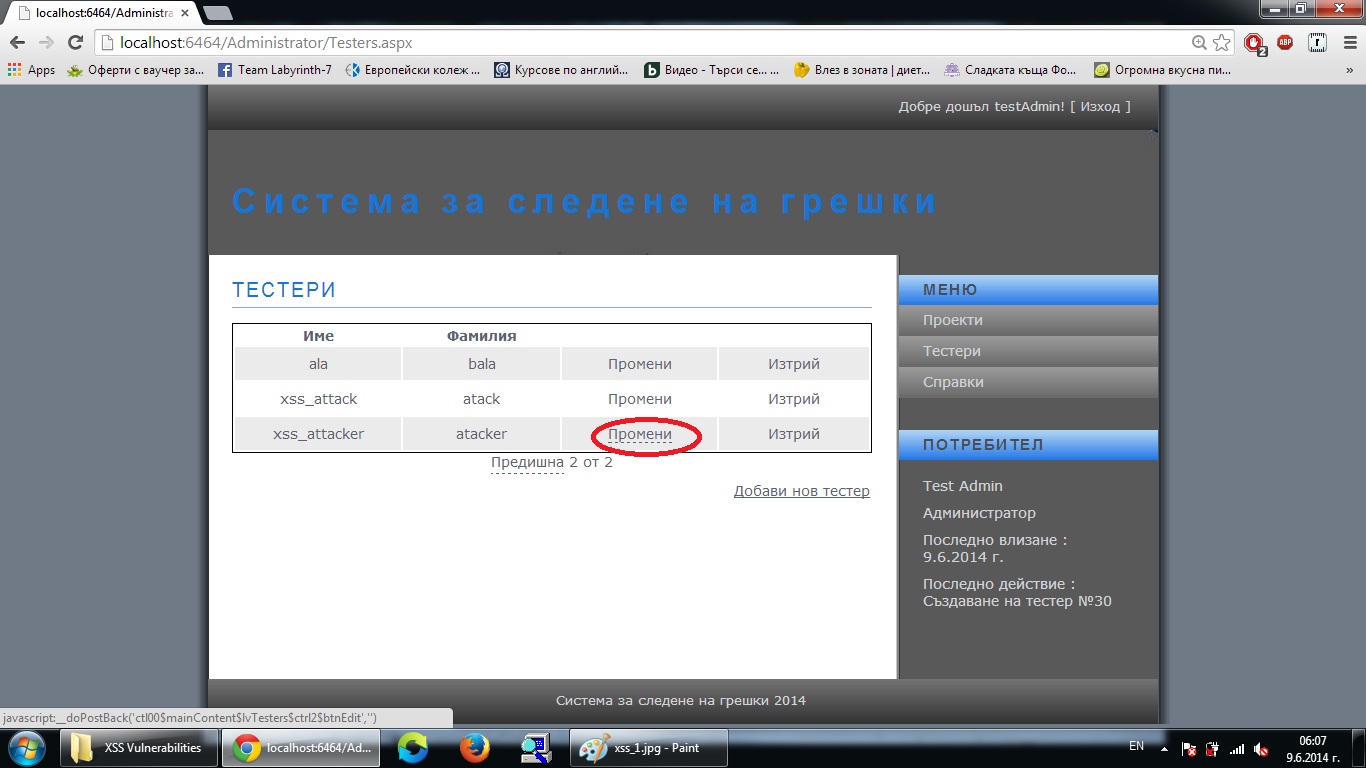 localhost:6464/Administra
localhost:6464/Administrator/Testers.aspx
2
Apps Оферти с ваучер за... Team Labyrinth-7 Европейски колеж ... Курсове по англий... Видео - Търси се... ... Влез в зоната | диет... Сладката къща Фо... Огромна вкусна пи... »
Добре дошъл testAdmin! [ Изход ]
Система за следене на грешки
ТЕСТЕРИ
Име Фамилия
ala bala Промени Изтрий
xss_attack atack Промени Изтрий
xss_attacker atacker Промени Изтрий
Предишна 2 от 2
Добави нов тестер
МЕНЮ
Проекти
Тестери
Справки
ПОТРЕБИТЕЛ
Test Admin
Администратор
Последно влизане :
9.6.2014 г.
Последно действие :
Създаване на тестер №30
Система за следене на грешки 2014
javascript:__doPostBack('ctl00$mainContent$lvTesters$ctrl2$btnEdit','')
XSS Vulnerabilities localhost:6464/Ad... xss_1.jpg - Paint EN 06:07
9.6.2014 г.